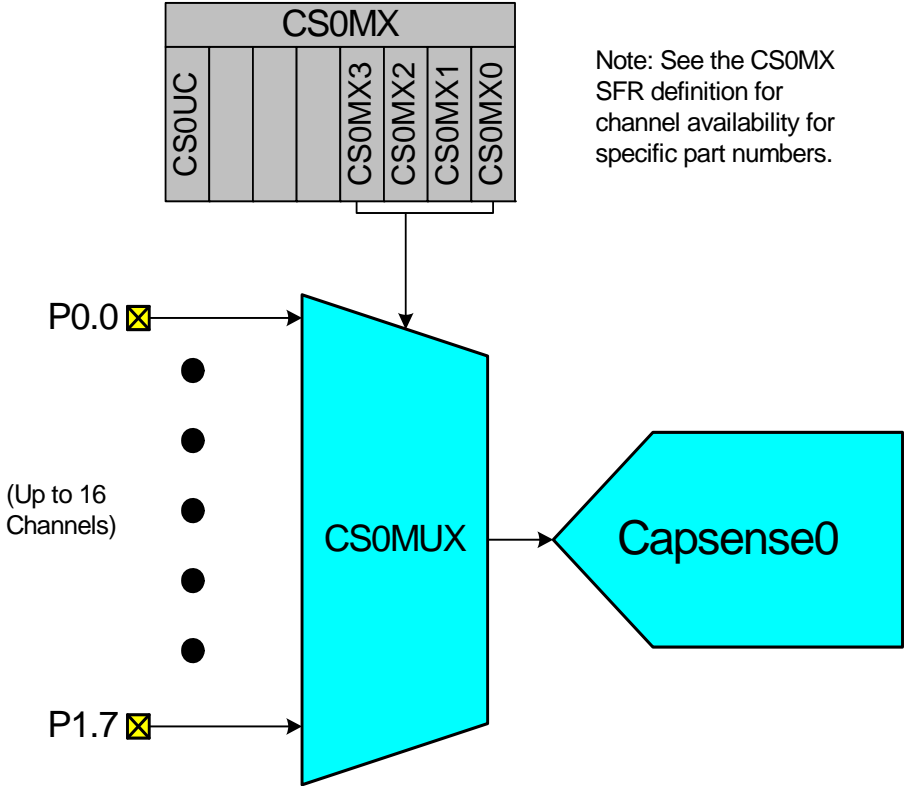 CS0MX
CS0UC
CS0MX3
CS0MX2
CS0MX1
CS0MX0
Note: See the CS0MX
SFR definition for
channel availability for
specific part numbers.
P0.0
(Up to 16
Channels)
CS0MUX
Capsense0
P1.7